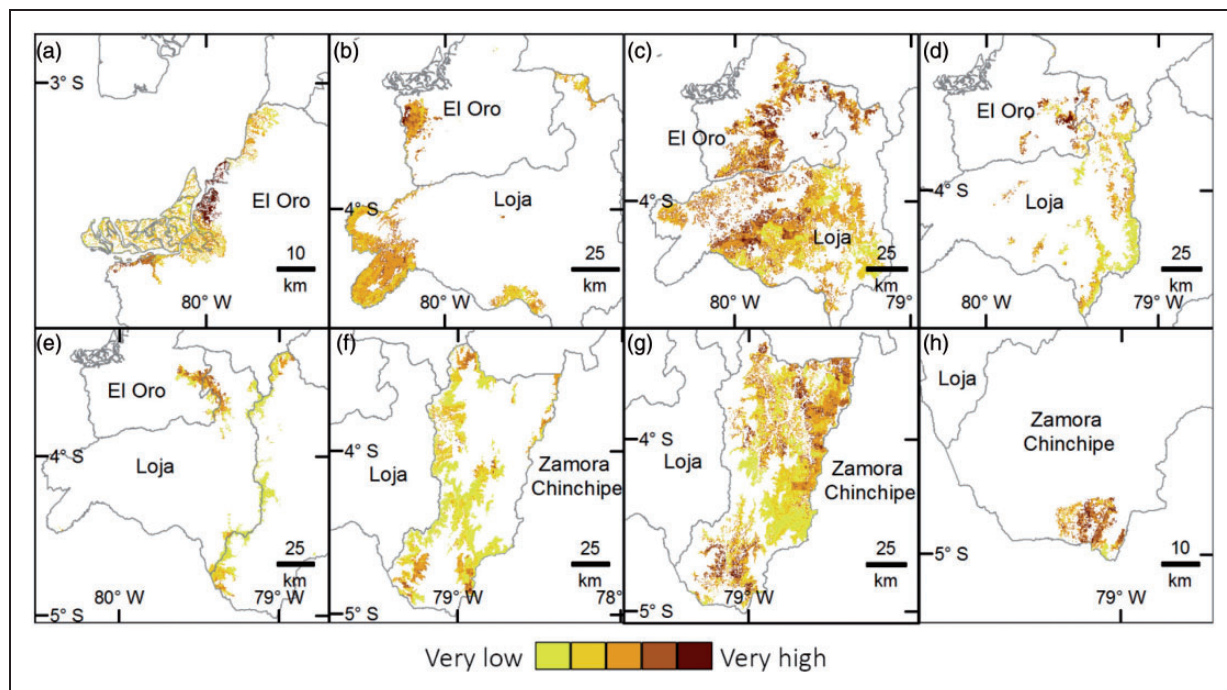 (a)
3° S
El Oro
10
km
80° W
(b)
El Oro
4° S
Loja
25
km
80° W
(c)
El Oro
4° S
Loja
25
km
80° W
79°
(d)
El Oro
4° S
Loja
25
km
80° W
79° W
(e)
El Oro
4° S
Loja
25
km
80° W
79° W
5° S
(f)
4° S
Loja
Zamora
Chinchipe
25
km
79° W
78°
5° S
(g)
4° S
Loja
Zamora
Chinchipe
25
km
79° W
5° S
(h)
Loja
Zamora
Chinchipe
5° S
10
km
79° W
Very low
Very high